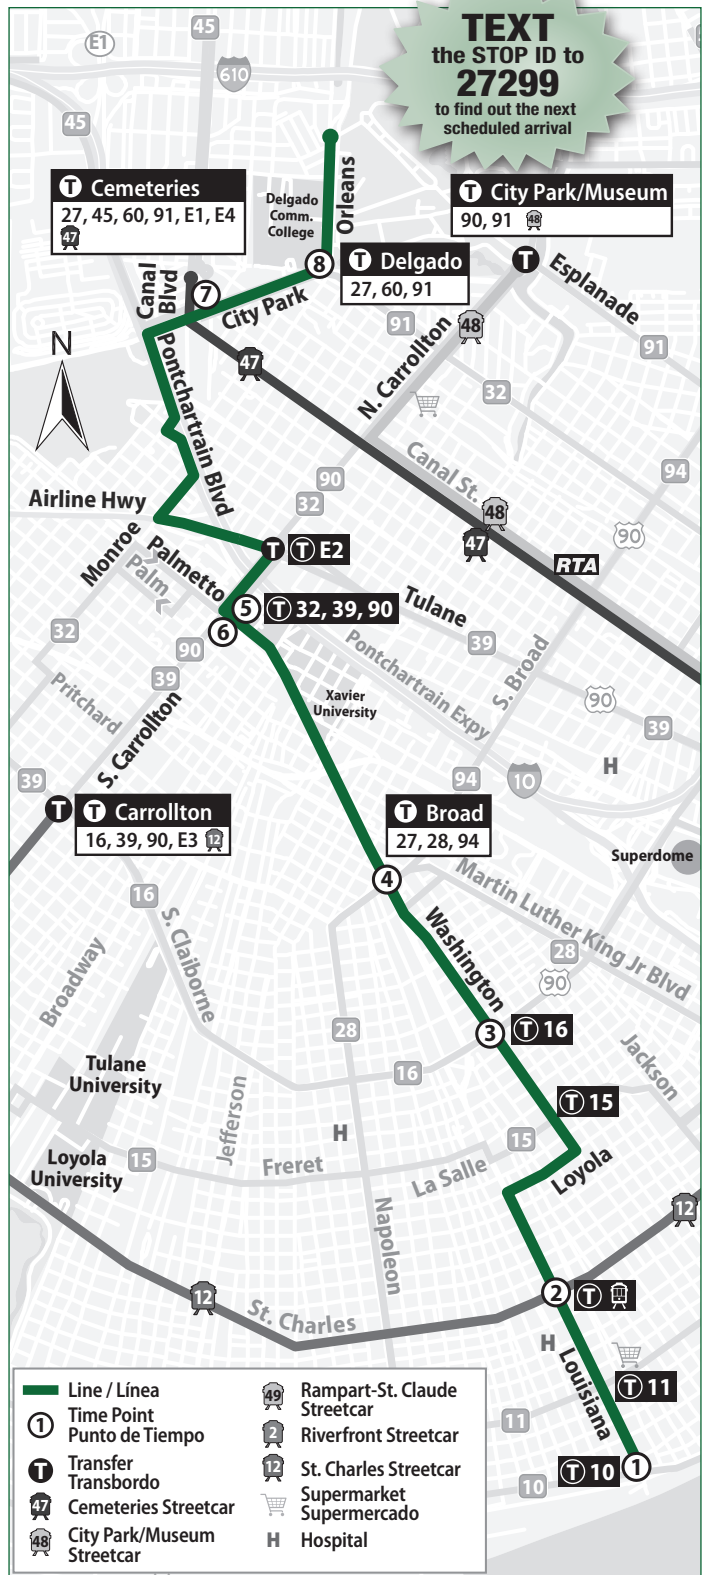 TEXT
the STOP ID to
27299
to find out the next
scheduled arrival
E1
45
610
45
T Cemeteries
27, 45, 60, 91, E1, E4
47
Delgado
Comm.
College
Orleans
T City Park/Museum
90, 91 48
T
8
T Delgado
27, 60, 91
Esplanade
Canal
Blvd
7
City Park
91
48
91
N
47
N. Carrollton
32
Pontchartrain Blvd
Canal St.
94
90
32
Airline Hwy
48
47
90
RTA
Monroe
Palmetto
Palm
T
T E2
5
T 32, 39, 90
6
Tulane
32
90
39
39
Pontchartrain Expy
S. Broad
Pritchard
S. Carrollton
Xavier
University
90
39
H
94
10
39
T
T Carrollton
16, 39, 90, E3 12
T Broad
27, 28, 94
Superdome
4
16
Martin Luther King Jr Blvd
S. Claiborne
Washington
28
90
Broadway
28
3
T 16
Jackson
16
Tulane
University
Jefferson
T 15
H
15
Loyola
University
15
Freret
La Salle
Loyola
Napoleon
12
12
2
T
St. Charles
H
Louisiana
T 11
11
T 10
1
10
Line / Línea
1
Time Point
Punto de Tiempo
T
Transfer
Transbordo
47
Cemeteries Streetcar
48
City Park/Museum
Streetcar
49
Rampart-St. Claude
Streetcar
2
Riverfront Streetcar
12
St. Charles Streetcar
Supermarket
Supermercado
H
Hospital